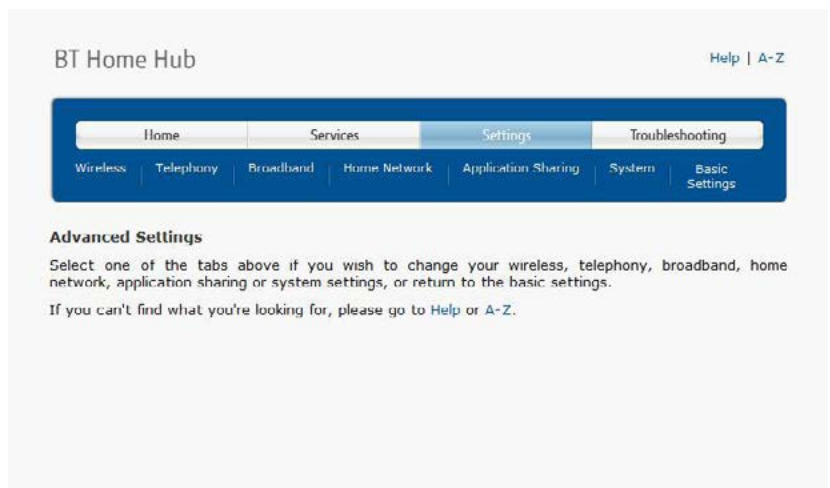 BT Home Hub
Help | A-Z
Home Services Settings Troubleshooting
Wireless Telephony Broadband Home Network Application Sharing System Basic Settings
Advanced Settings
Select one of the tabs above if you wish to change your wireless, telephony, broadband, home
network, application sharing or system settings, or return to the basic settings.
If you can't find what you're looking for, please go to Help or A-Z.